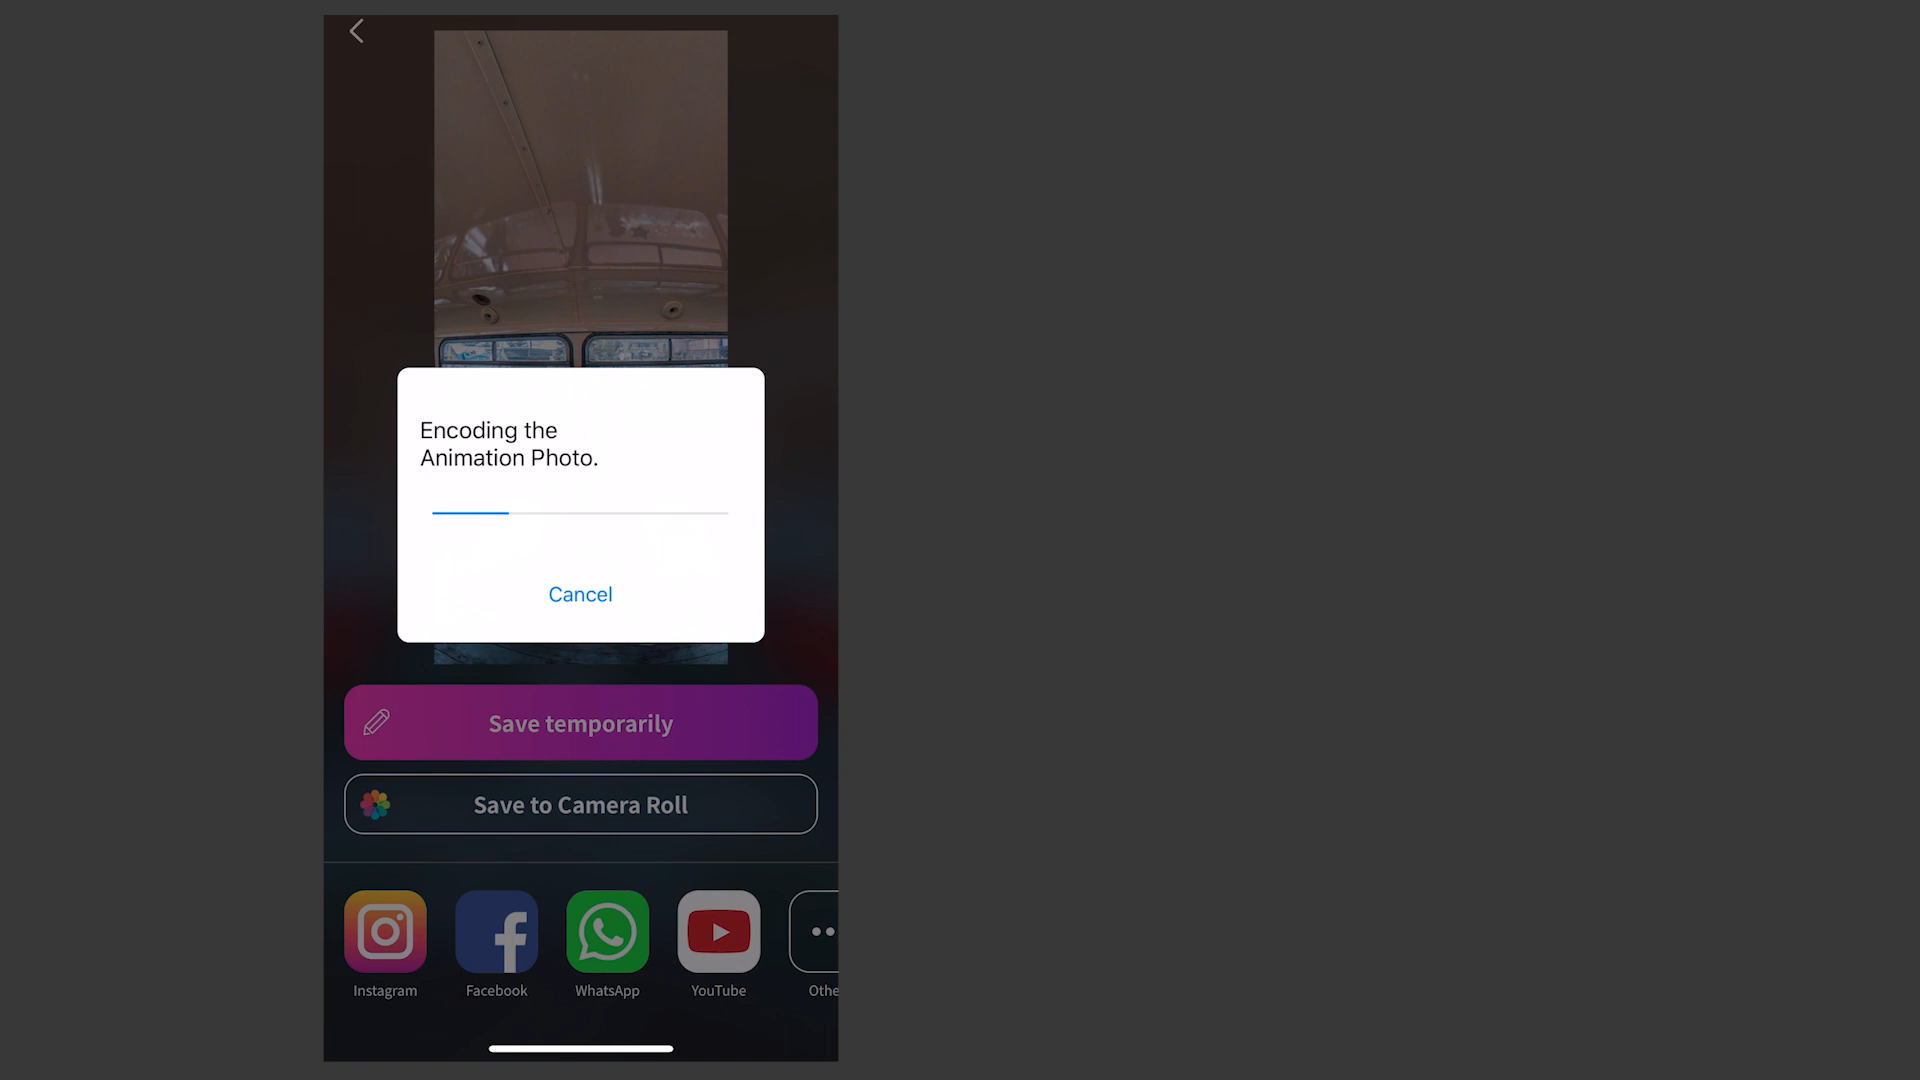 Encoding the
Animation Photo.
Cancel
Save temporarily
Save to Camera Roll
Instagram
Facebook
WhatsApp
YouTube
Othe